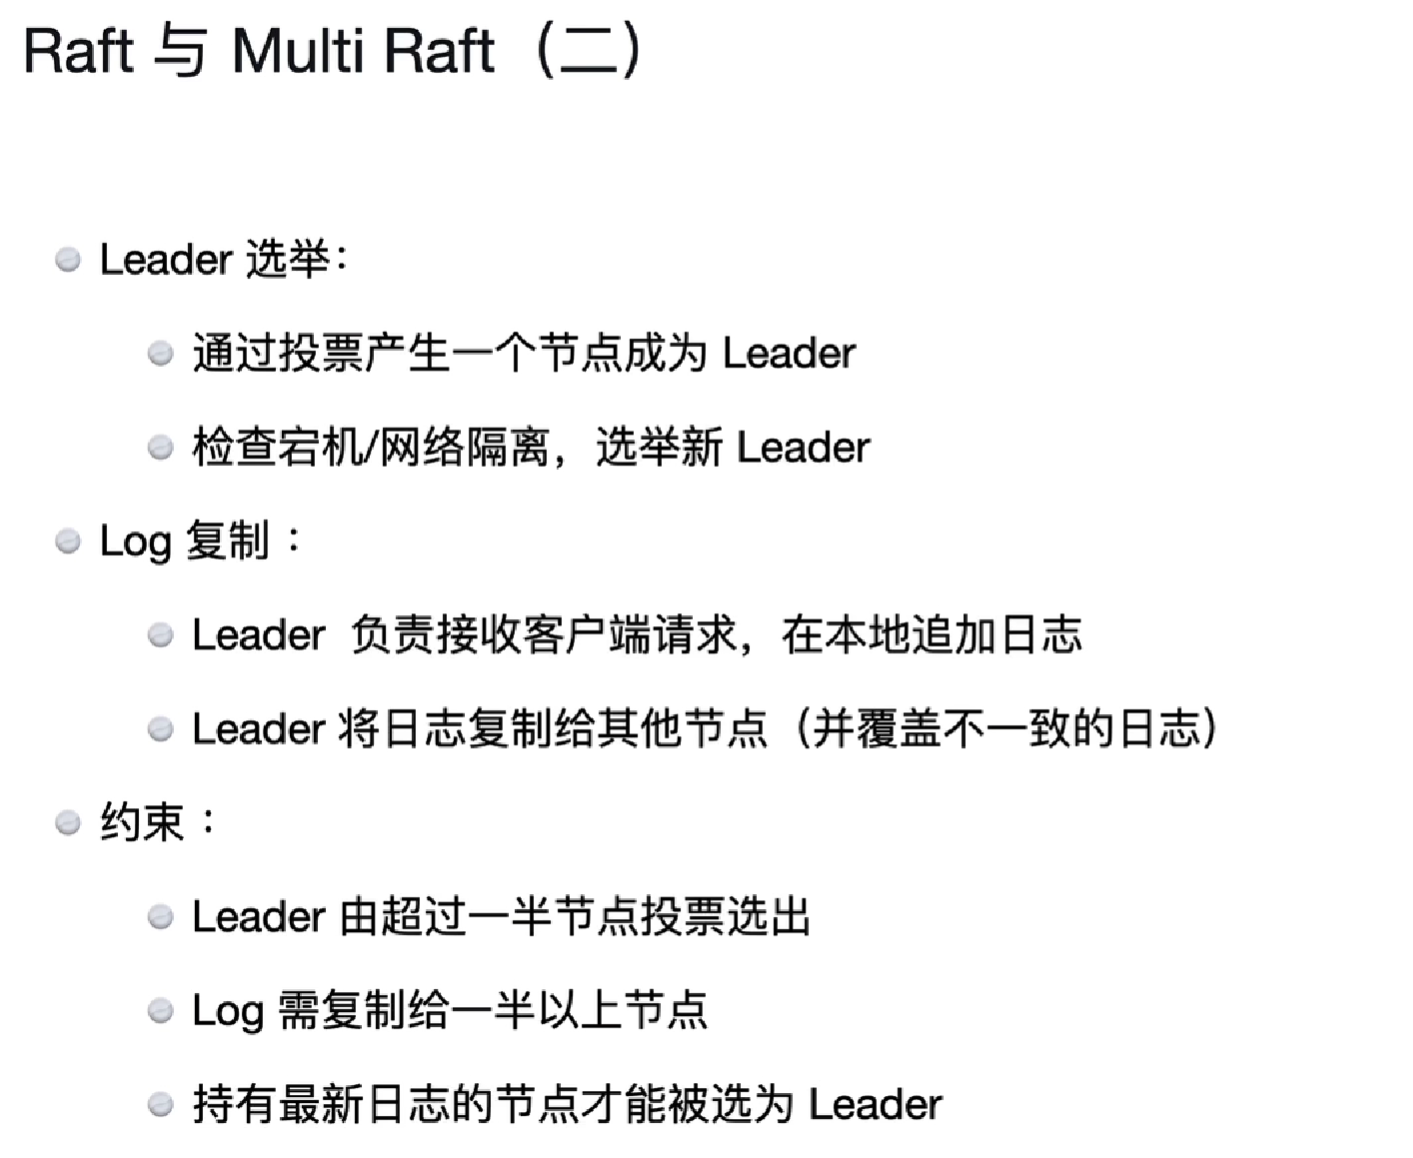 Raft 与 Multi Raft（二）
Leader 选举：
通过投票产生一个节点成为 Leader
检查宕机/网络隔离，选举新 Leader
Log 复制：
Leader 负责接收客户端请求，在本地追加日志
Leader 将日志复制给其他节点（并覆盖不一致的日志）
约束：
Leader 由超过一半节点投票选出
Log 需复制给一半以上节点
持有最新日志的节点才能被选为 Leader